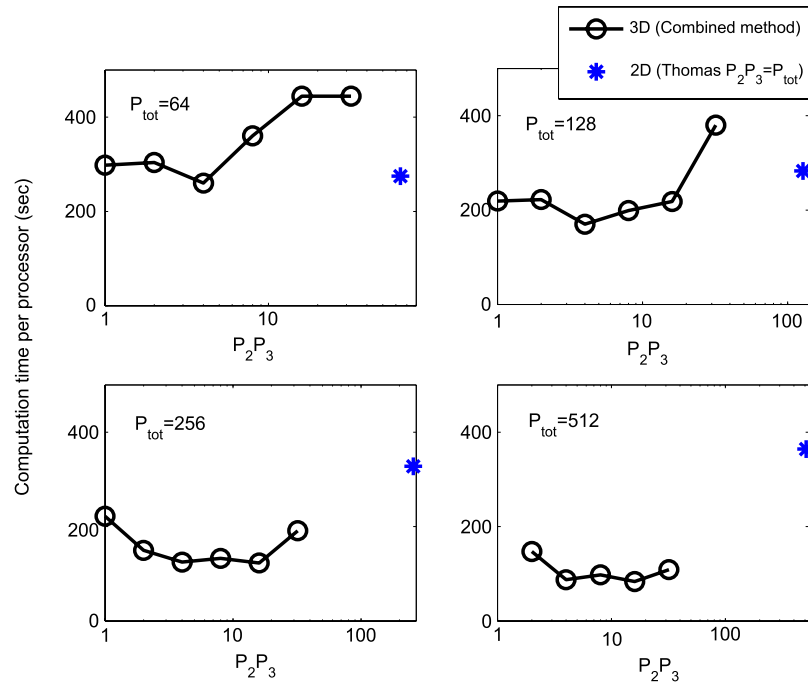 3D (Combined method)
2D (Thomas P2P3=Ptot)
Computation time per processor (sec)
Ptot=64
400
200
0
1
10
P2P3
Ptot=128
400
200
0
1
10
100
P2P3
Ptot=256
400
200
0
1
10
100
P2P3
Ptot=512
400
200
0
1
10
100
P2P3